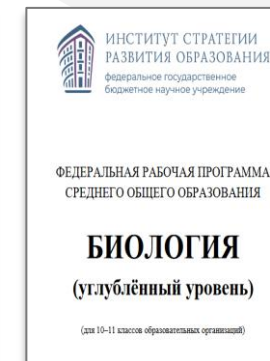 ИНСТИТУТ СТРАТЕГИИ
РАЗВИТИЯ ОБРАЗОВАНИЯ
федеральное государственное
бюджетное научное учреждение
ФЕДЕРАЛЬНАЯ РАБОЧАЯ ПРОГРАММА
СРЕДНЕГО ОБЩЕГО ОБРАЗОВАНИЯ
БИОЛОГИЯ
(углублённый уровень)
(для 10–11 классов образовательных организаций)